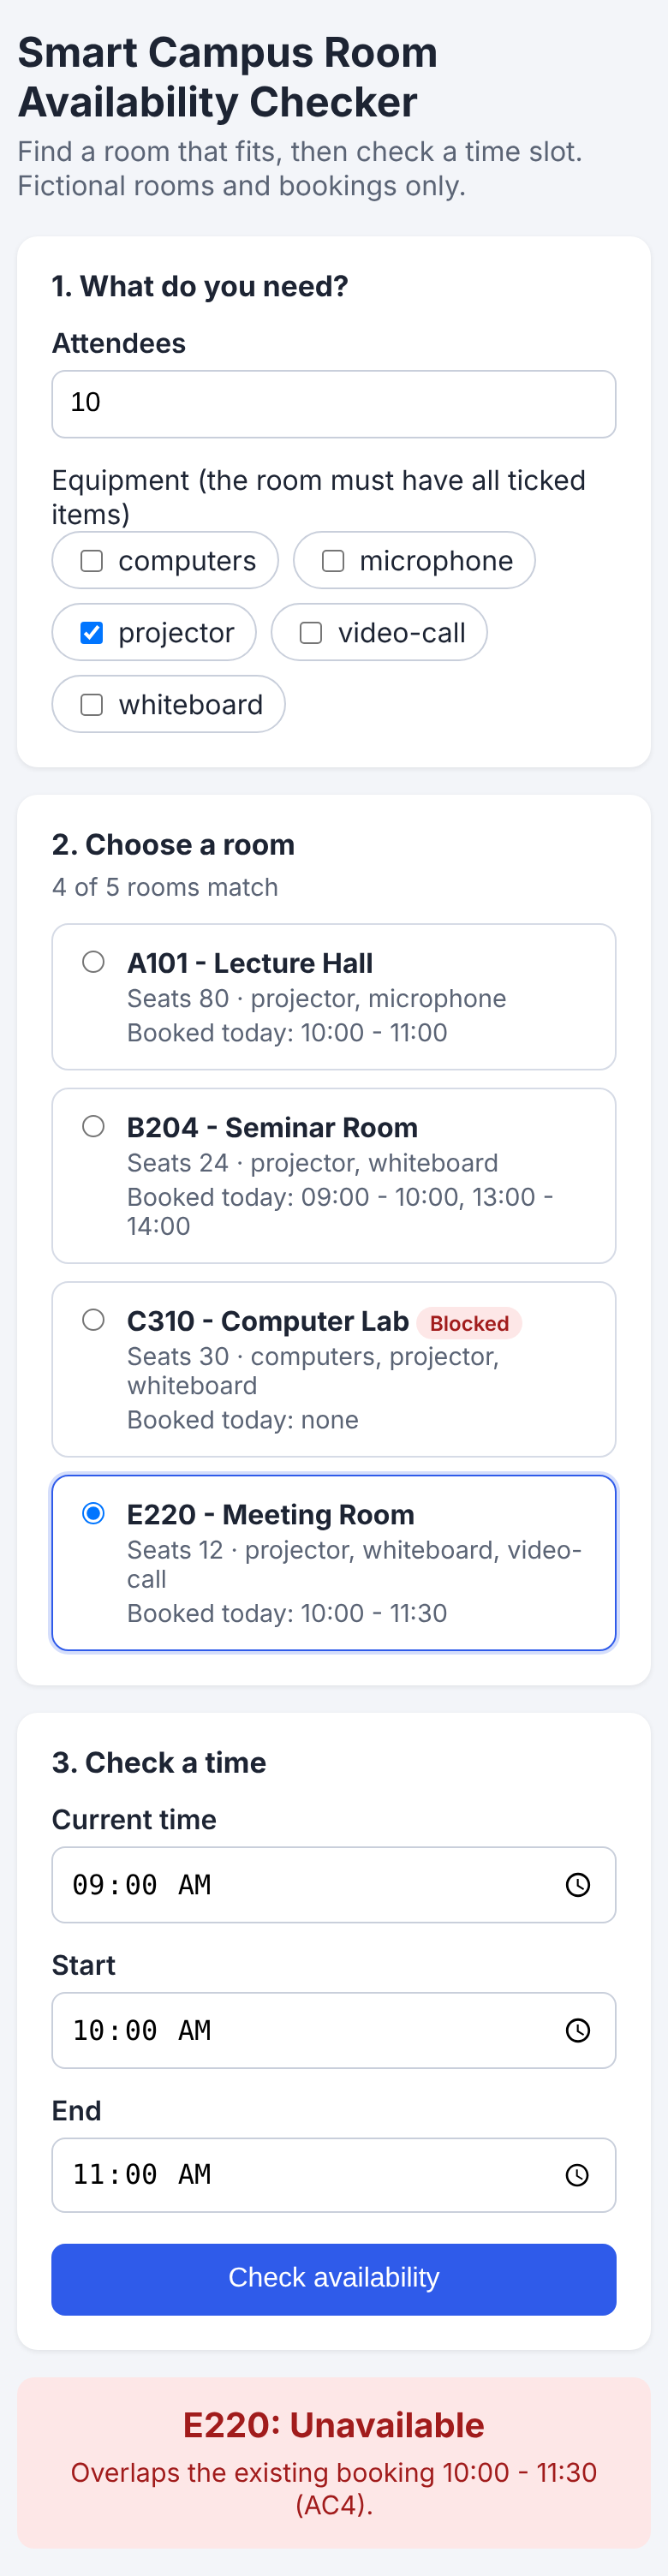 Smart Campus Room
Availability Checker
Find a room that fits, then check a time slot.
Fictional rooms and bookings only.
1. What do you need?
Attendees
10
Equipment (the room must have all ticked
items)
computers microphone
projector video-call
whiteboard
2. Choose a room
4 of 5 rooms match
A101 - Lecture Hall
Seats 80 · projector, microphone
Booked today: 10:00 - 11:00
B204 - Seminar Room
Seats 24 · projector, whiteboard
Booked today: 09:00 - 10:00, 13:00 -
14:00
C310 - Computer Lab Blocked
Seats 30 · computers, projector,
whiteboard
Booked today: none
E220 - Meeting Room
Seats 12 · projector, whiteboard, video-
call
Booked today: 10:00 - 11:30
3. Check a time
Current time
09:00 AM
Start
10:00 AM
End
11:00 AM
Check availability
E220: Unavailable
Overlaps the existing booking 10:00 - 11:30
(AC4).